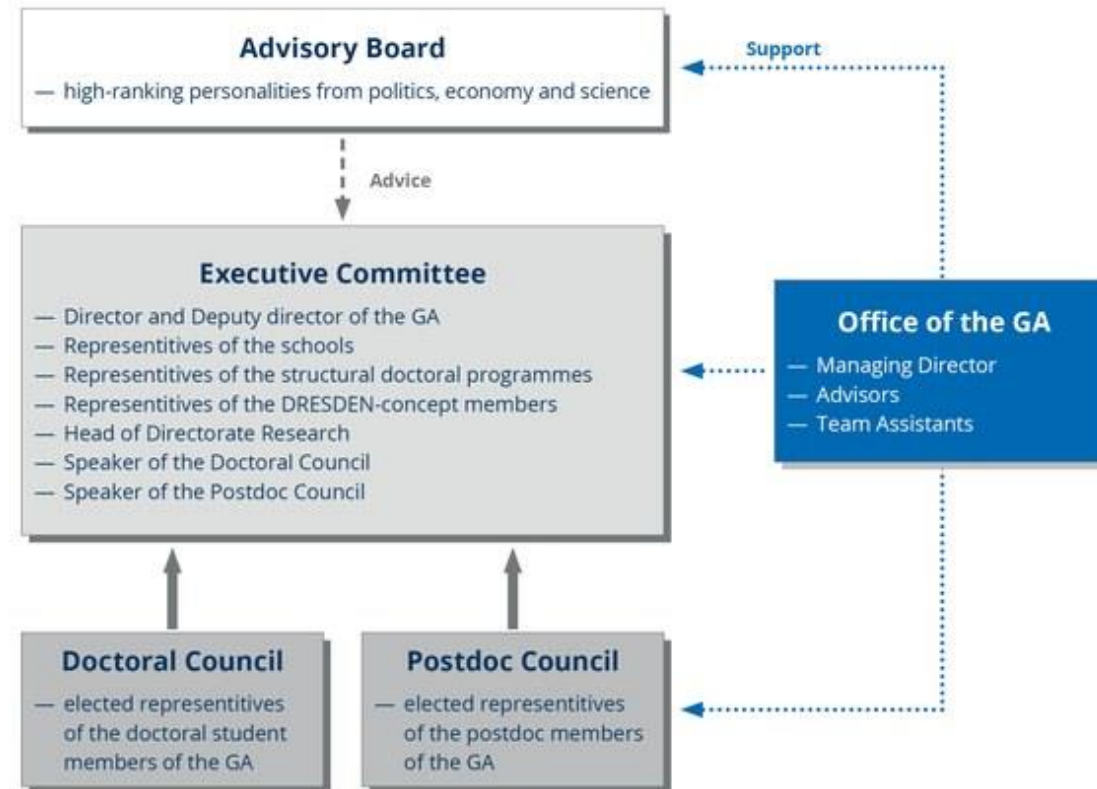 Advisory Board
— high-ranking personalities from politics, economy and science
Support
Advice
Executive Committee
— Director and Deputy director of the GA
— Representitives of the schools
— Representitives of the structural doctoral programmes
— Representitives of the DRESDEN-concept members
— Head of Directorate Research
— Speaker of the Doctoral Council
— Speaker of the Postdoc Council
Office of the GA
— Managing Director
— Advisors
— Team Assistants
Doctoral Council
— elected representitives
of the doctoral student
members of the GA
Postdoc Council
— elected representitives
of the postdoc members
of the GA